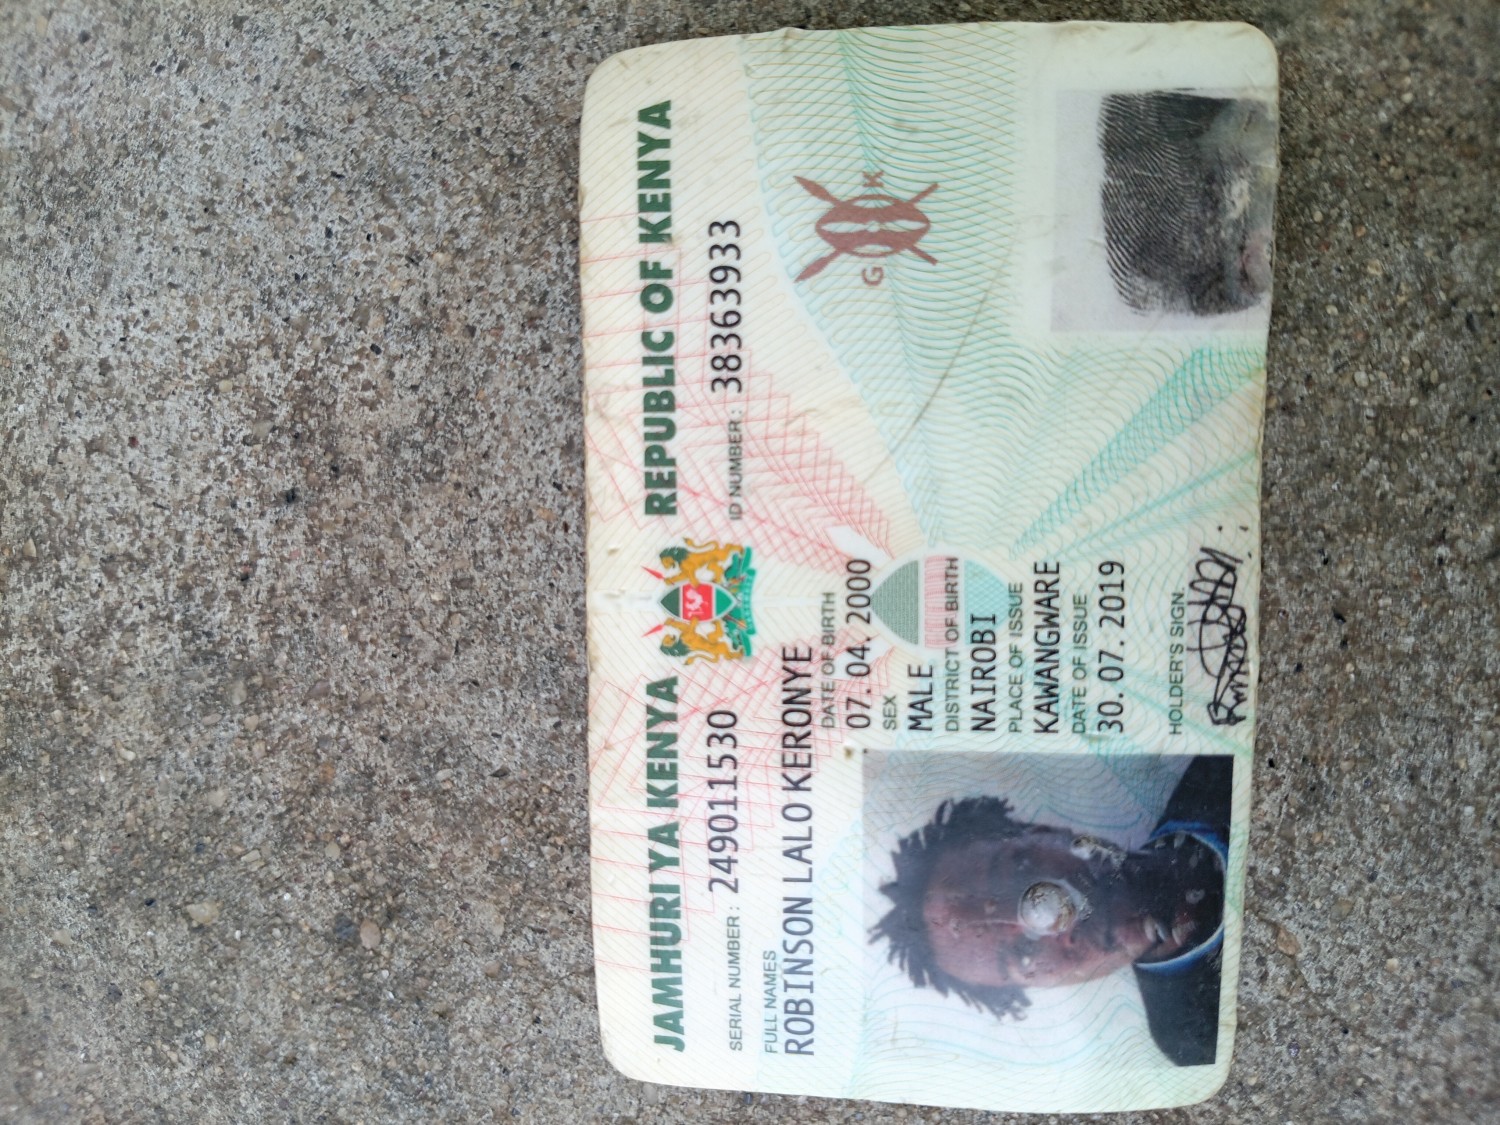 JAMHURI YA KENYA REPUBLIC OF KENYA
SERIAL NUMBER: 249011530 ID NUMBER: 38363933
FULL NAMES
ROBINSON LALO KERONYE
DATE OF BIRTH
07.04.2000
SEX
MALE
DISTRICT OF BIRTH
NAIROBI
PLACE OF ISSUE
KAWANGWARE
DATE OF ISSUE
30.07.2019
HOLDER'S SIGN.
G K